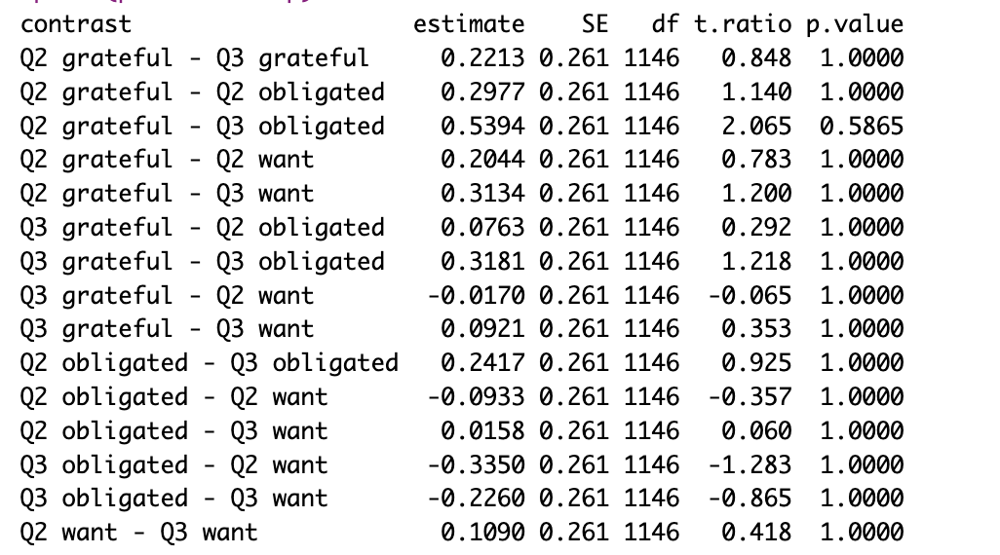 contrast estimate SE df t.ratio p.value
Q2 grateful - Q3 grateful 0.2213 0.261 1146 0.848 1.0000
Q2 grateful - Q2 obligated 0.2977 0.261 1146 1.140 1.0000
Q2 grateful - Q3 obligated 0.5394 0.261 1146 2.065 0.5865
Q2 grateful - Q2 want 0.2044 0.261 1146 0.783 1.0000
Q2 grateful - Q3 want 0.3134 0.261 1146 1.200 1.0000
Q3 grateful - Q2 obligated 0.0763 0.261 1146 0.292 1.0000
Q3 grateful - Q3 obligated 0.3181 0.261 1146 1.218 1.0000
Q3 grateful - Q2 want -0.0170 0.261 1146 -0.065 1.0000
Q3 grateful - Q3 want 0.0921 0.261 1146 0.353 1.0000
Q2 obligated - Q3 obligated 0.2417 0.261 1146 0.925 1.0000
Q2 obligated - Q2 want -0.0933 0.261 1146 -0.357 1.0000
Q2 obligated - Q3 want 0.0158 0.261 1146 0.060 1.0000
Q3 obligated - Q2 want -0.3350 0.261 1146 -1.283 1.0000
Q3 obligated - Q3 want -0.2260 0.261 1146 -0.865 1.0000
Q2 want - Q3 want 0.1090 0.261 1146 0.418 1.0000